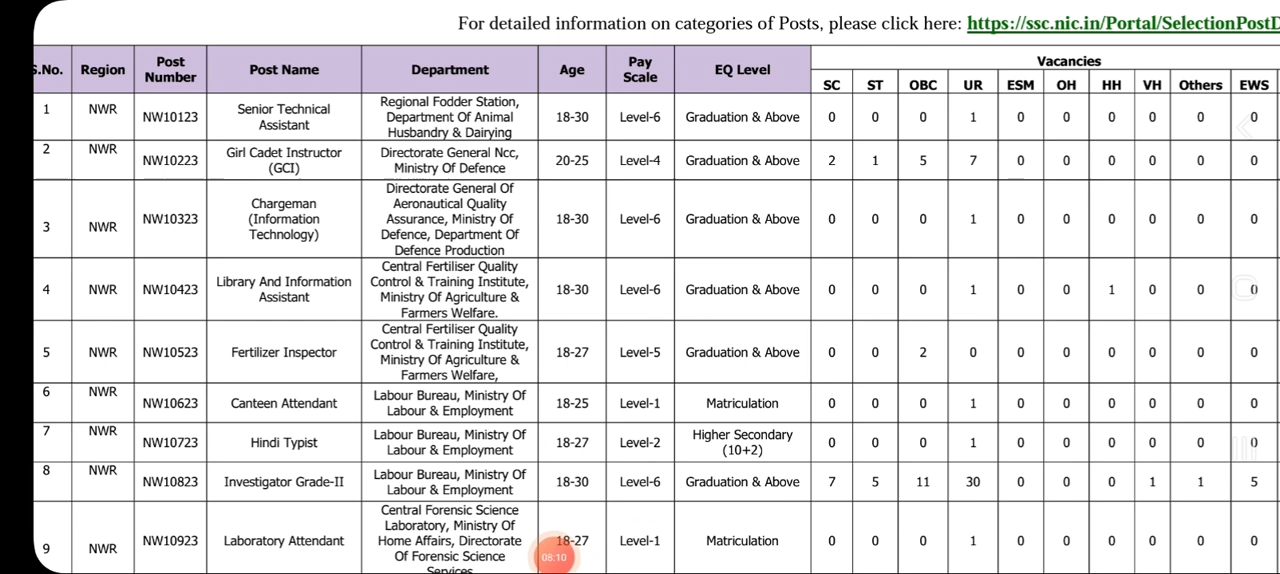 For detailed information on categories of Posts, please click here: https://ssc.nic.in/Portal/SelectionPostD
S.No. Region Post Number Post Name Department Age Pay Scale EQ Level Vacancies
SC ST OBC UR ESM OH HH VH Others EWS
1 NWR NW10123 Senior Technical Assistant Regional Fodder Station, Department Of Animal Husbandry & Dairying 18-30 Level-6 Graduation & Above 0 0 0 1 0 0 0 0 0 0
2 NWR NW10223 Girl Cadet Instructor (GCI) Directorate General Ncc, Ministry Of Defence 20-25 Level-4 Graduation & Above 2 1 5 7 0 0 0 0 0 0
3 NWR NW10323 Chargeman (Information Technology) Directorate General Of Aeronautical Quality Assurance, Ministry Of Defence, Department Of Defence Production 18-30 Level-6 Graduation & Above 0 0 0 1 0 0 0 0 0 0
4 NWR NW10423 Library And Information Assistant Central Fertiliser Quality Control & Training Institute, Ministry Of Agriculture & Farmers Welfare. 18-30 Level-6 Graduation & Above 0 0 0 1 0 0 1 0 0 0
5 NWR NW10523 Fertilizer Inspector Central Fertiliser Quality Control & Training Institute, Ministry Of Agriculture & Farmers Welfare, 18-27 Level-5 Graduation & Above 0 0 2 0 0 0 0 0 0 0
6 NWR NW10623 Canteen Attendant Labour Bureau, Ministry Of Labour & Employment 18-25 Level-1 Matriculation 0 0 0 1 0 0 0 0 0 0
7 NWR NW10723 Hindi Typist Labour Bureau, Ministry Of Labour & Employment 18-27 Level-2 Higher Secondary (10+2) 0 0 0 1 0 0 0 0 0 0
8 NWR NW10823 Investigator Grade-II Labour Bureau, Ministry Of Labour & Employment 18-30 Level-6 Graduation & Above 7 5 11 30 0 0 0 1 1 5
9 NWR NW10923 Laboratory Attendant Central Forensic Science Laboratory, Ministry Of Home Affairs, Directorate Of Forensic Science Services 18-27 Level-1 Matriculation 0 0 0 1 0 0 0 0 0 0
08:10